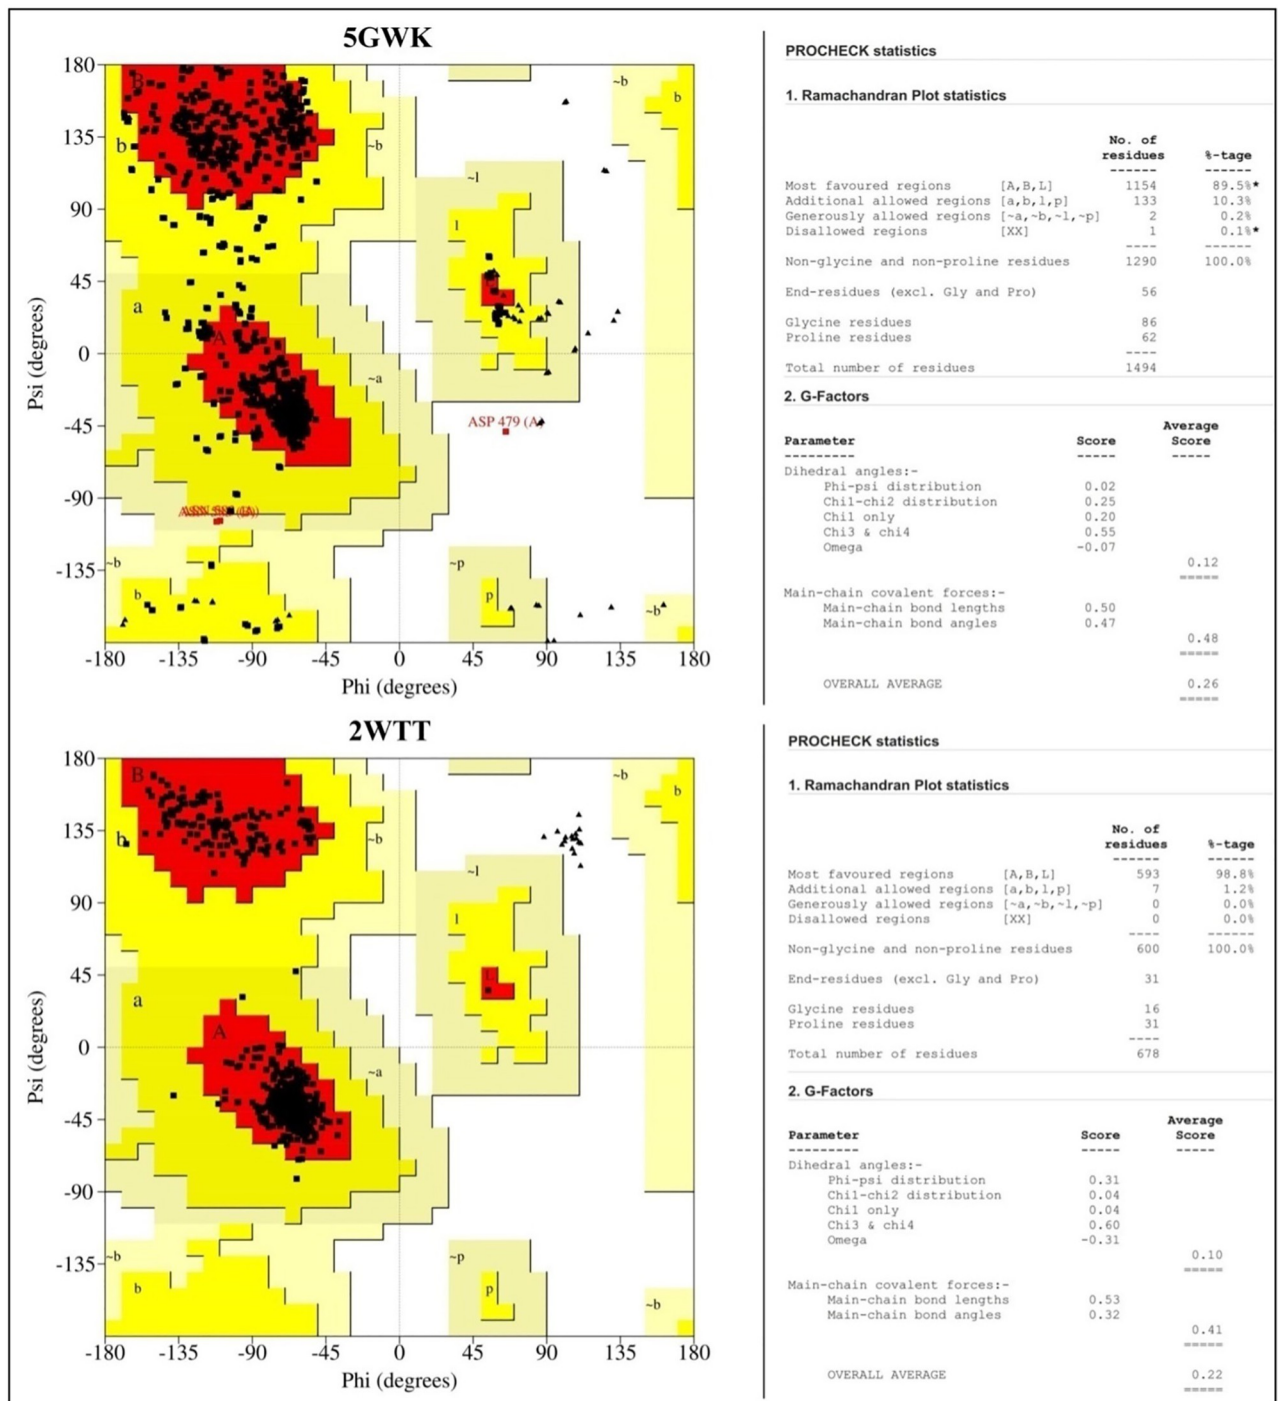 5GWK
180
135
90
45
0
-45
-90
-135
-180 -135 -90 -45 0 45 90 135 180
Psi (degrees)
Phi (degrees)
B
b
~b
~b
b
~l
l
a
A
~a
ASP 479 (A)
~b
b
~p
p
~b
PROCHECK statistics
1. Ramachandran Plot statistics
No. of
residues %-tage
------ ------
Most favoured regions [A,B,L] 1154 89.5%*
Additional allowed regions [a,b,l,p] 133 10.3%
Generously allowed regions [~a,~b,~l,~p] 2 0.2%
Disallowed regions [XX] 1 0.1%*
---- ------
Non-glycine and non-proline residues 1290 100.0%
End-residues (excl. Gly and Pro) 56
Glycine residues 86
Proline residues 62
----
Total number of residues 1494
2. G-Factors
Average
Parameter Score Score
--------- ----- -----
Dihedral angles:-
Phi-psi distribution 0.02
Chi1-chi2 distribution 0.25
Chi1 only 0.20
Chi3 & chi4 0.55
Omega -0.07
0.12
=====
Main-chain covalent forces:-
Main-chain bond lengths 0.50
Main-chain bond angles 0.47
0.48
=====
OVERALL AVERAGE 0.26
=====
2WTT
180
135
90
45
0
-45
-90
-135
-180 -135 -90 -45 0 45 90 135 180
Psi (degrees)
Phi (degrees)
B
b
~b
~b
b
~l
l
L
a
A
~a
~b
b
~p
p
~b
PROCHECK statistics
1. Ramachandran Plot statistics
No. of
residues %-tage
------ ------
Most favoured regions [A,B,L] 593 98.8%
Additional allowed regions [a,b,l,p] 7 1.2%
Generously allowed regions [~a,~b,~l,~p] 0 0.0%
Disallowed regions [XX] 0 0.0%
---- ------
Non-glycine and non-proline residues 600 100.0%
End-residues (excl. Gly and Pro) 31
Glycine residues 16
Proline residues 31
----
Total number of residues 678
2. G-Factors
Average
Parameter Score Score
--------- ----- -----
Dihedral angles:-
Phi-psi distribution 0.31
Chi1-chi2 distribution 0.04
Chi1 only 0.04
Chi3 & chi4 0.60
Omega -0.31
0.10
=====
Main-chain covalent forces:-
Main-chain bond lengths 0.53
Main-chain bond angles 0.32
0.41
=====
OVERALL AVERAGE 0.22
=====